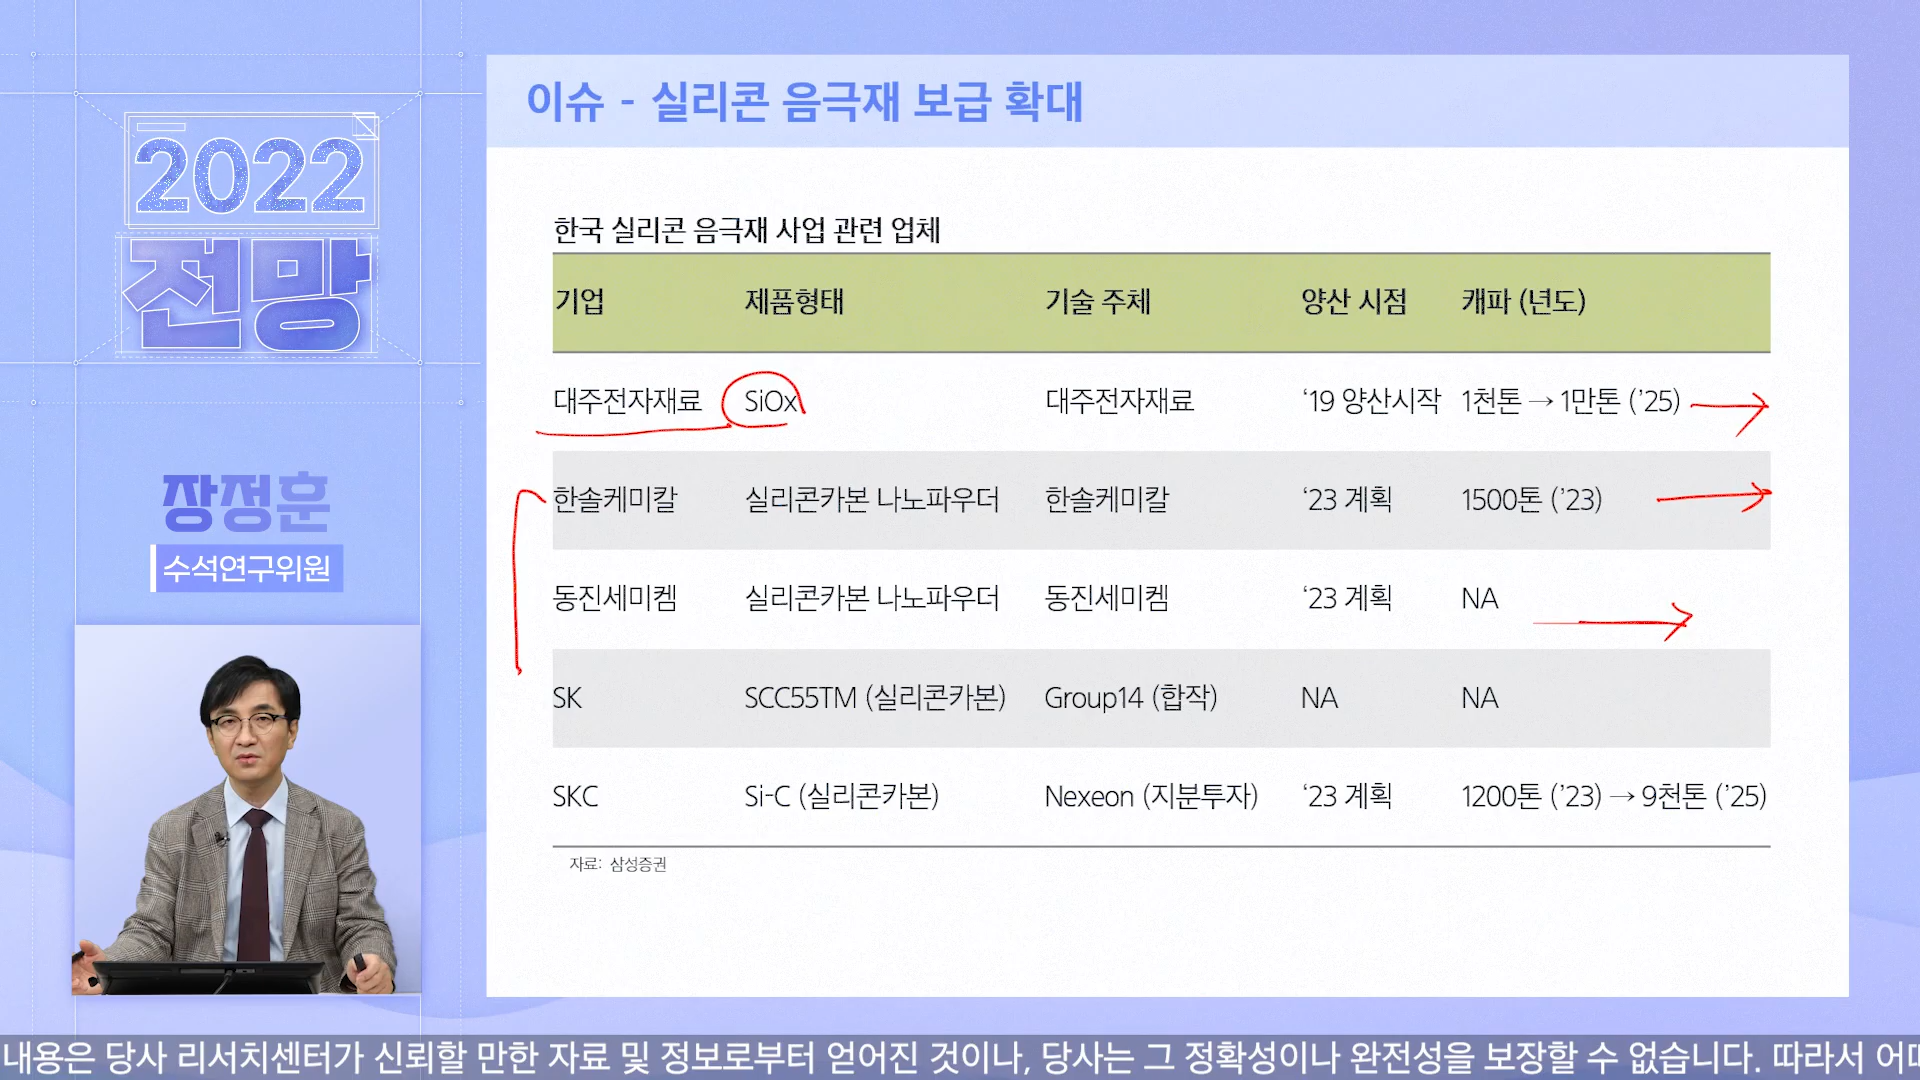 2022
전망
장정훈
수석연구위원
이슈 - 실리콘 음극재 보급 확대
한국 실리콘 음극재 사업 관련 업체
기업 제품형태 기술 주체 양산 시점 캐파 (년도)
대주전자재료 SiOx 대주전자재료 ‘19 양산시작 1천톤 → 1만톤 (’25)
한솔케미칼 실리콘카본 나노파우더 한솔케미칼 ‘23 계획 1500톤 (’23)
동진세미켐 실리콘카본 나노파우더 동진세미켐 ‘23 계획 NA
SK SCC55TM (실리콘카본) Group14 (합작) NA NA
SKC Si-C (실리콘카본) Nexeon (지분투자) ‘23 계획 1200톤 (’23) → 9천톤 (’25)
자료: 삼성증권
내용은 당사 리서치센터가 신뢰할 만한 자료 및 정보로부터 얻어진 것이나, 당사는 그 정확성이나 완전성을 보장할 수 없습니다. 따라서